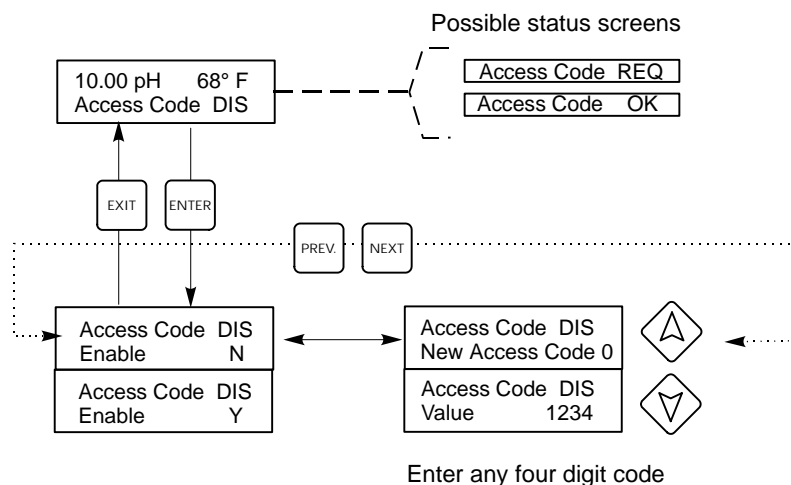 Possible status screens
10.00 pH 68° F
Access Code DIS
Access Code REQ
Access Code OK
EXIT
ENTER
PREV.
NEXT
Access Code DIS
Enable N
Access Code DIS
Enable Y
Access Code DIS
New Access Code 0
Access Code DIS
Value 1234
Enter any four digit code